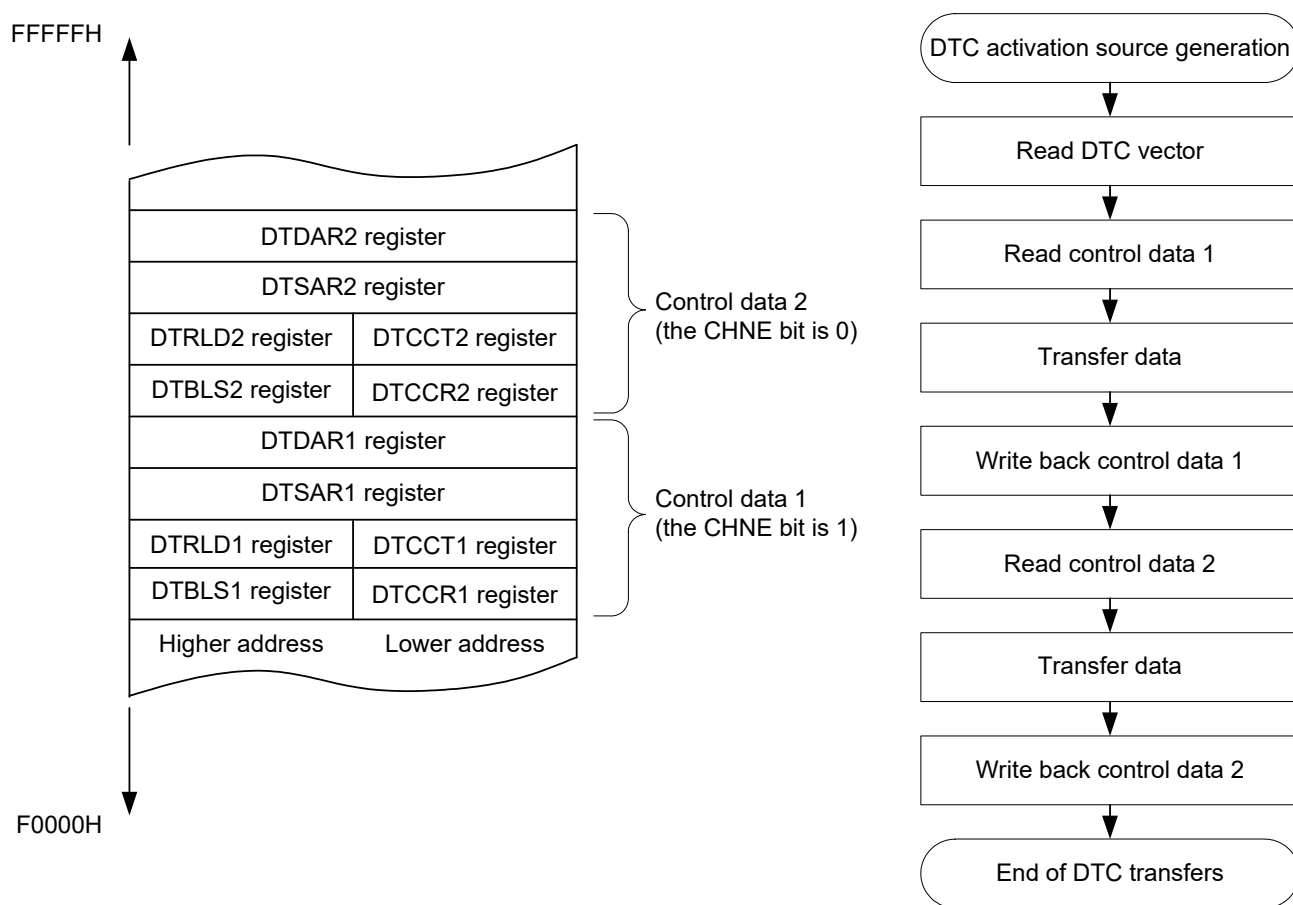 FFFFFH
DTDAR2 register
DTSAR2 register
DTRLD2 register
DTCCT2 register
DTBLS2 register
DTCCR2 register
DTDAR1 register
DTSAR1 register
DTRLD1 register
DTCCT1 register
DTBLS1 register
DTCCR1 register
Higher address
Lower address
F0000H
Control data 2
(the CHNE bit is 0)
Control data 1
(the CHNE bit is 1)
DTC activation source generation
Read DTC vector
Read control data 1
Transfer data
Write back control data 1
Read control data 2
Transfer data
Write back control data 2
End of DTC transfers